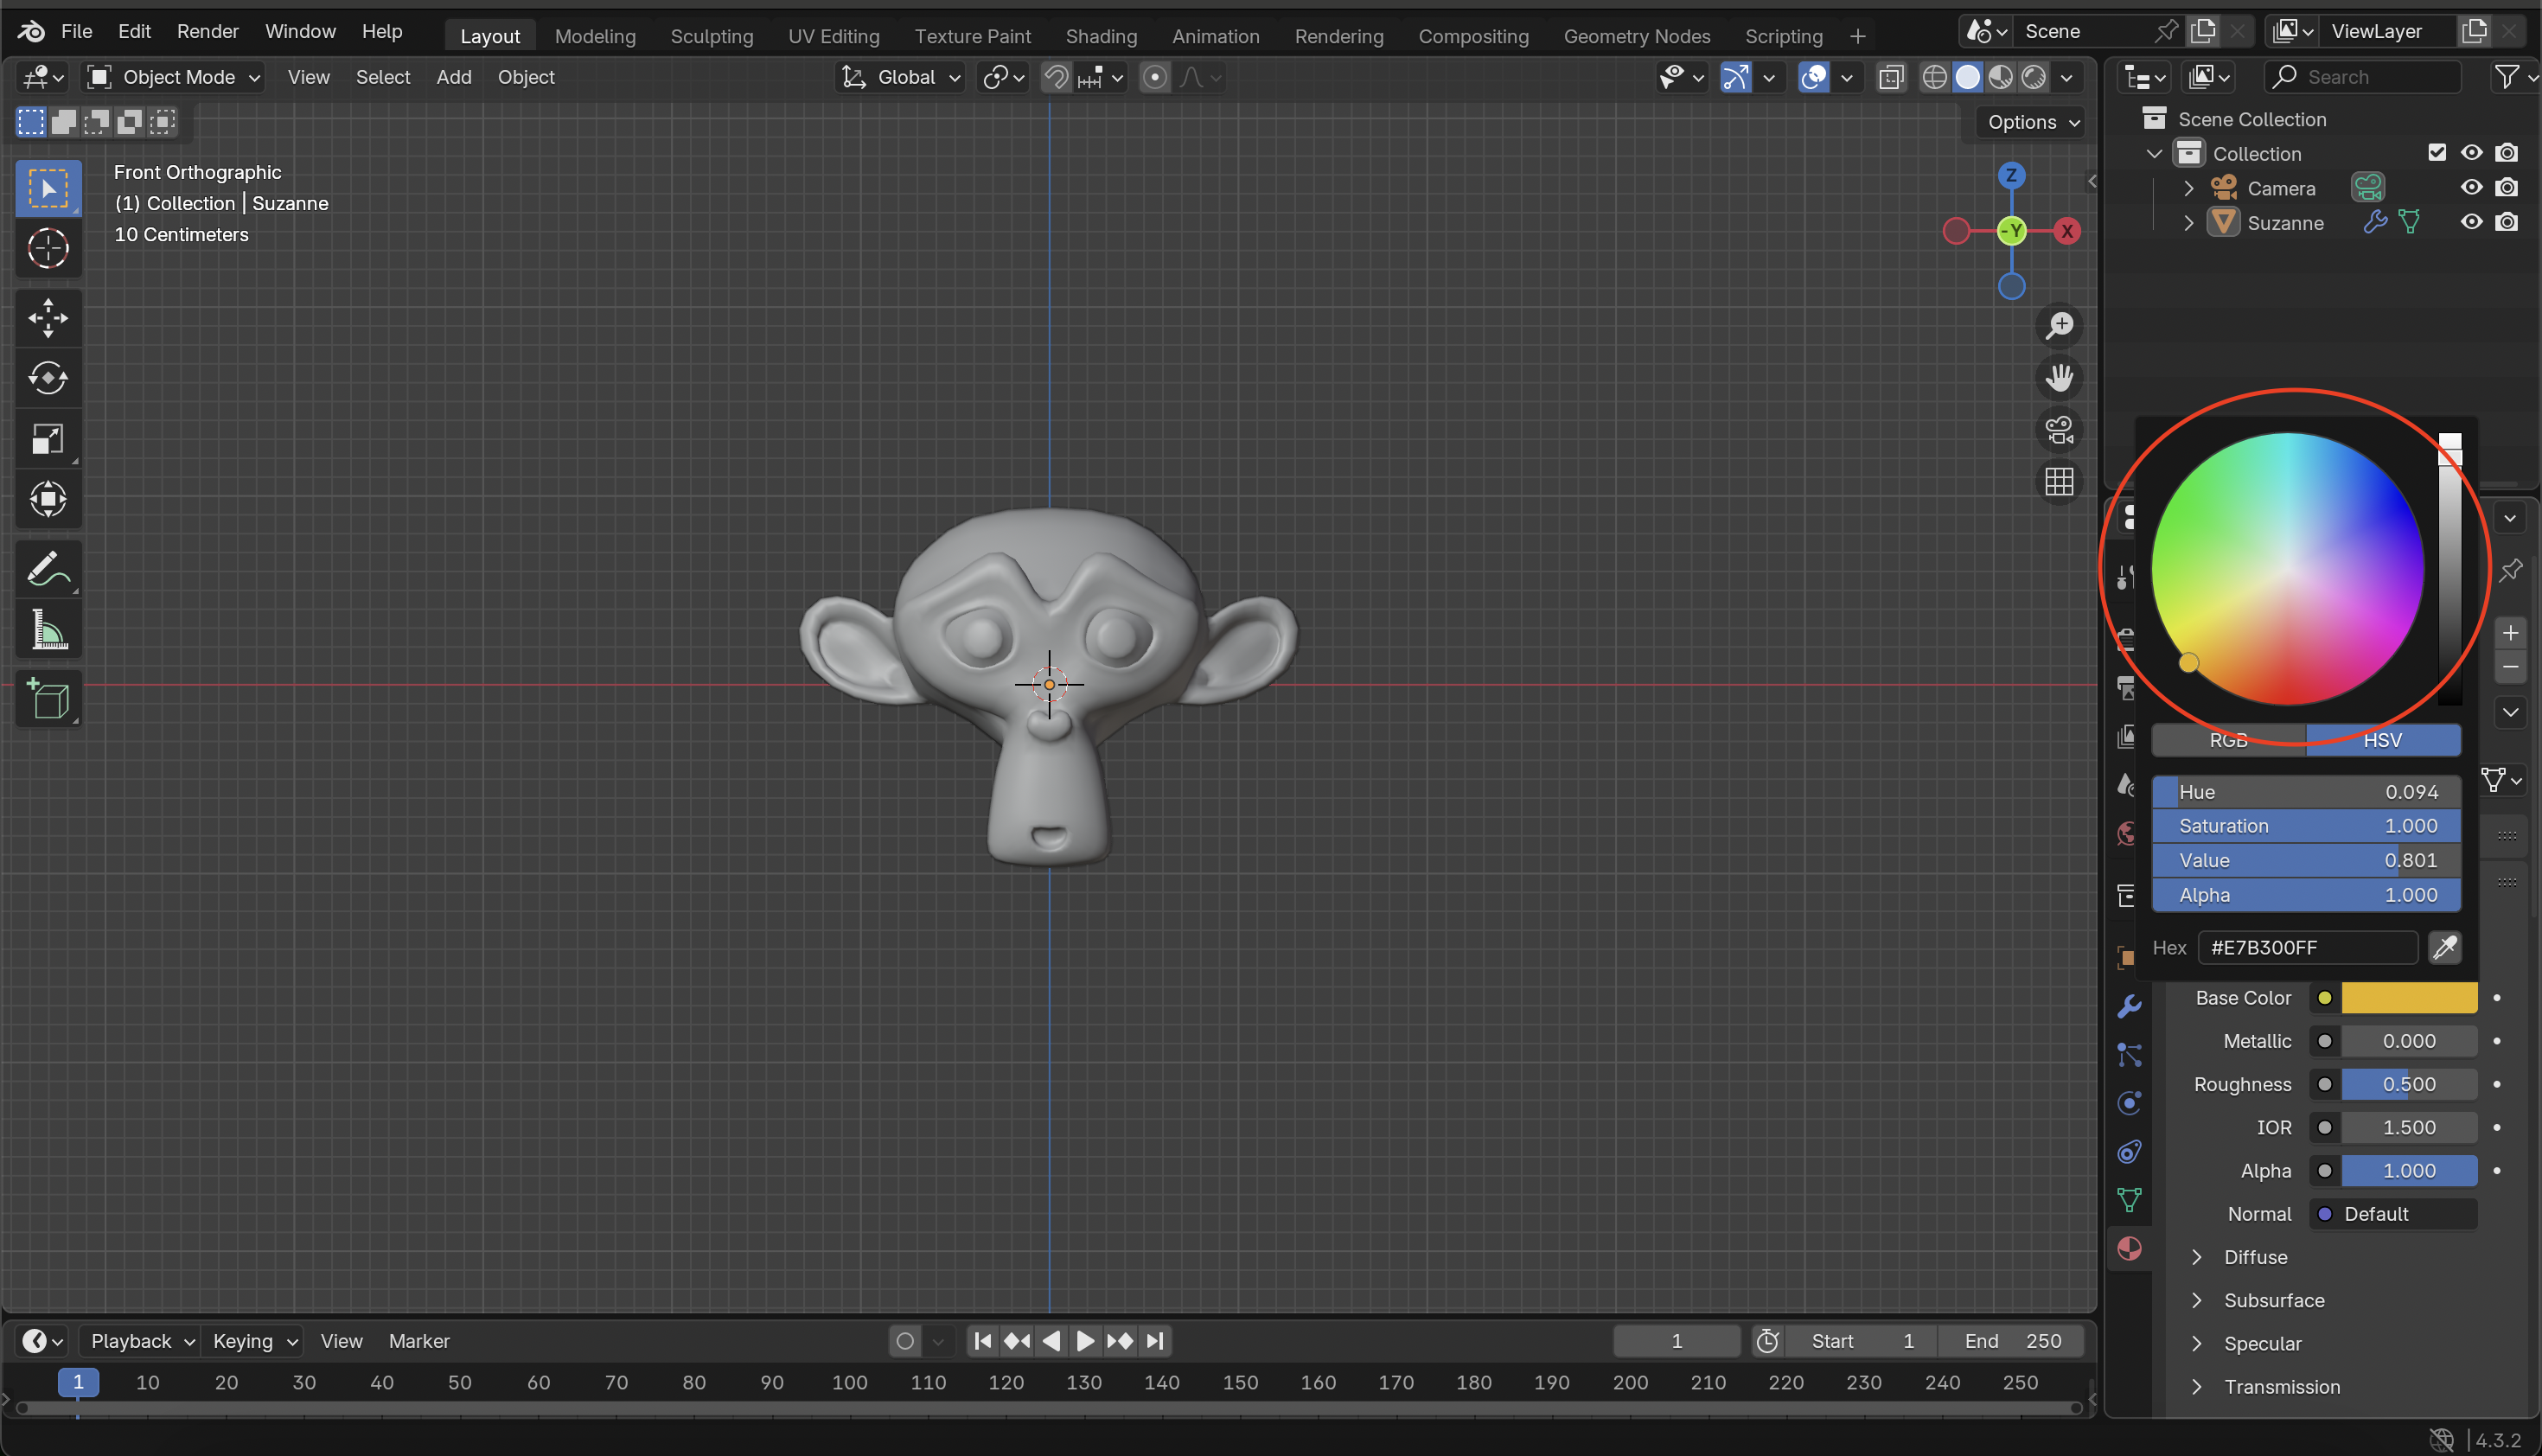 File Edit Render Window Help Layout Modeling Sculpting UV Editing Texture Paint Shading Animation Rendering Compositing Geometry Nodes Scripting + Scene ViewLayer
Object Mode View Select Add Object Global Search
Options
Scene Collection
Collection
Camera
Suzanne
Front Orthographic
(1) Collection | Suzanne
10 Centimeters
Z
-Y X
RGB HSV
Hue 0.094
Saturation 1.000
Value 0.801
Alpha 1.000
Hex #E7B300FF
Base Color
Metallic 0.000
Roughness 0.500
IOR 1.500
Alpha 1.000
Normal Default
Diffuse
Subsurface
Specular
Transmission
Playback Keying View Marker 1 Start 1 End 250
1 10 20 30 40 50 60 70 80 90 100 110 120 130 140 150 160 170 180 190 200 210 220 230 240 250
4.3.2